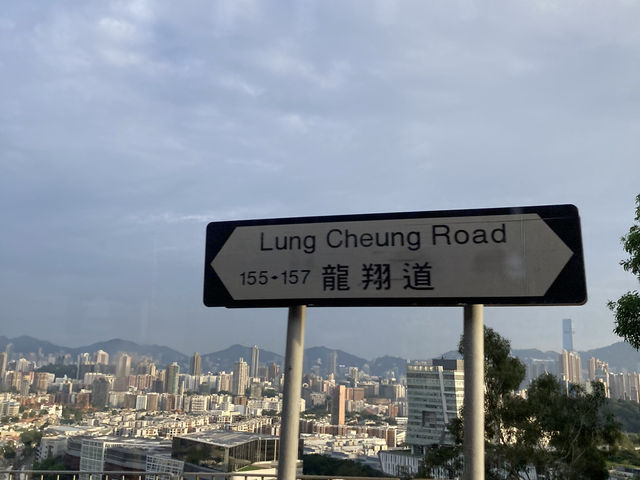 Lung Cheung Road
155-157 龍翔道